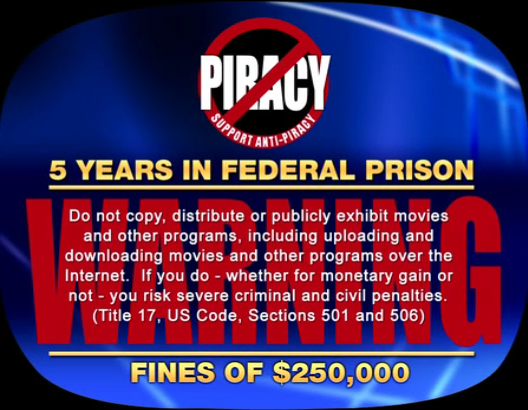 PIRACY
SUPPORT ANTI-PIRACY
5 YEARS IN FEDERAL PRISON
WARNING
Do not copy, distribute or publicly exhibit movies
and other programs, including uploading and
downloading movies and other programs over the
Internet. If you do - whether for monetary gain or
not - you risk severe criminal and civil penalties.
(Title 17, US Code, Sections 501 and 506)
FINES OF $250,000